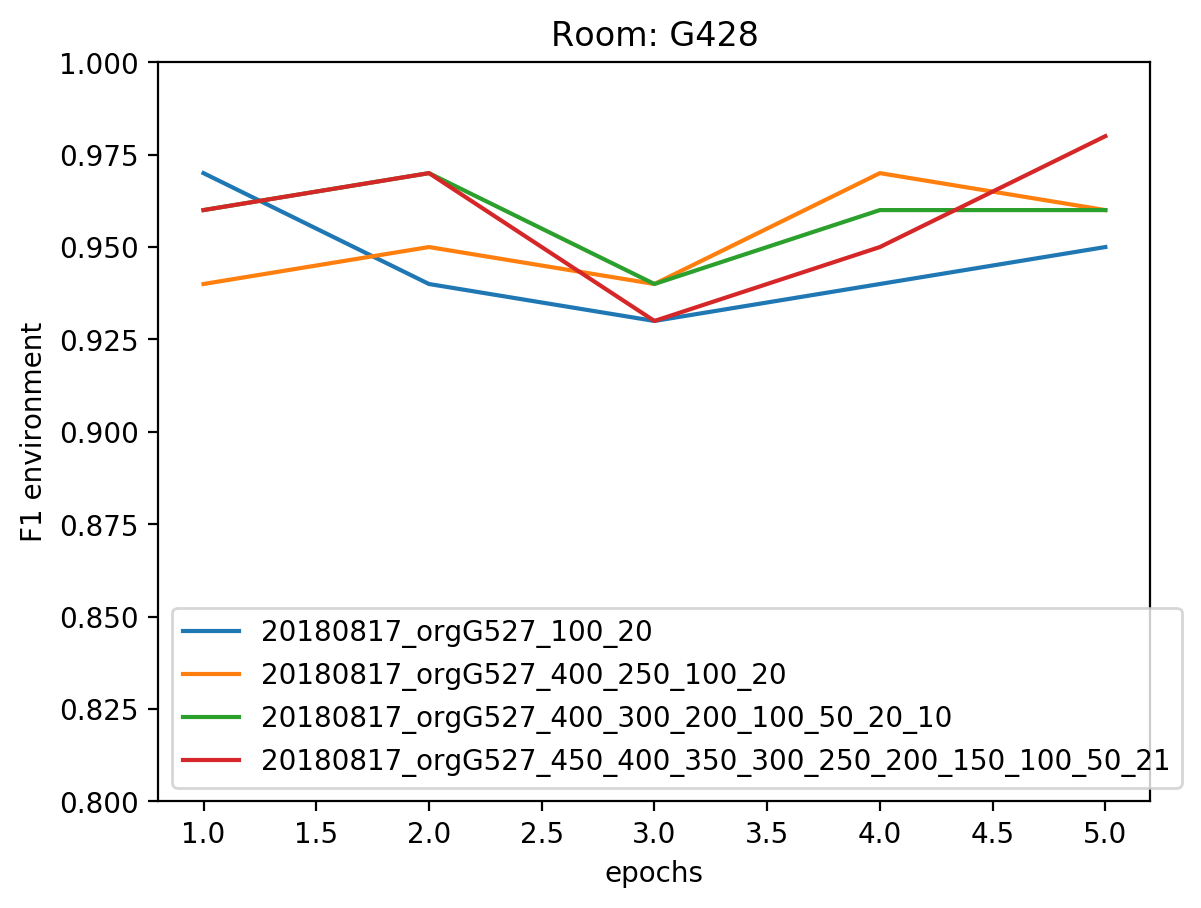 Room: G428
1.000
0.975
0.950
0.925
0.900
0.875
0.850
0.825
0.800
F1 environment
20180817_orgG527_100_20
20180817_orgG527_400_250_100_20
20180817_orgG527_400_300_200_100_50_20_10
20180817_orgG527_450_400_350_300_250_200_150_100_50_21
1.0 1.5 2.0 2.5 3.0 3.5 4.0 4.5 5.0
epochs